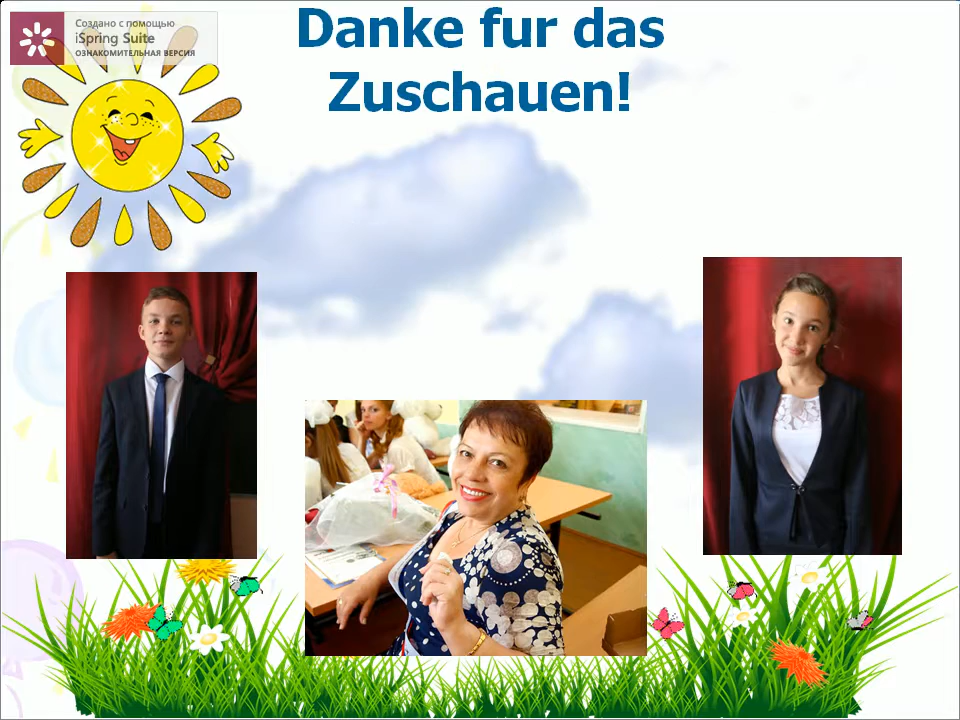 Создано с помощью
iSpring Suite
ОЗНАКОМИТЕЛЬНАЯ ВЕРСИЯ
Danke fur das
Zuschauen!